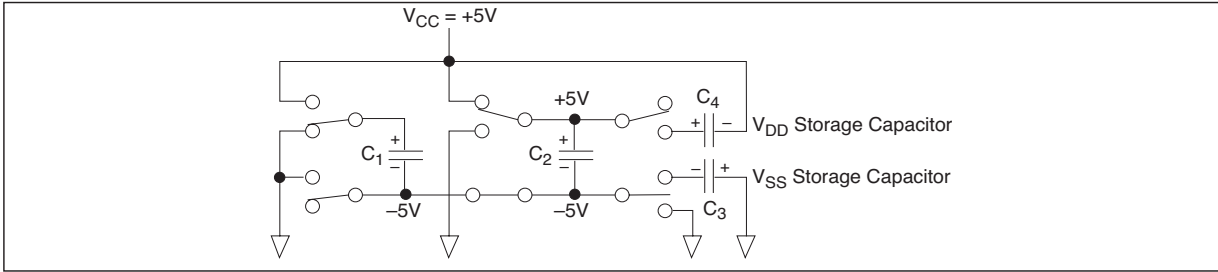 V_CC = +5V
+5V
C_4
+ –
V_DD Storage Capacitor
+
C_1
–
+
C_2
–
– +
V_SS Storage Capacitor
C_3
–5V
–5V